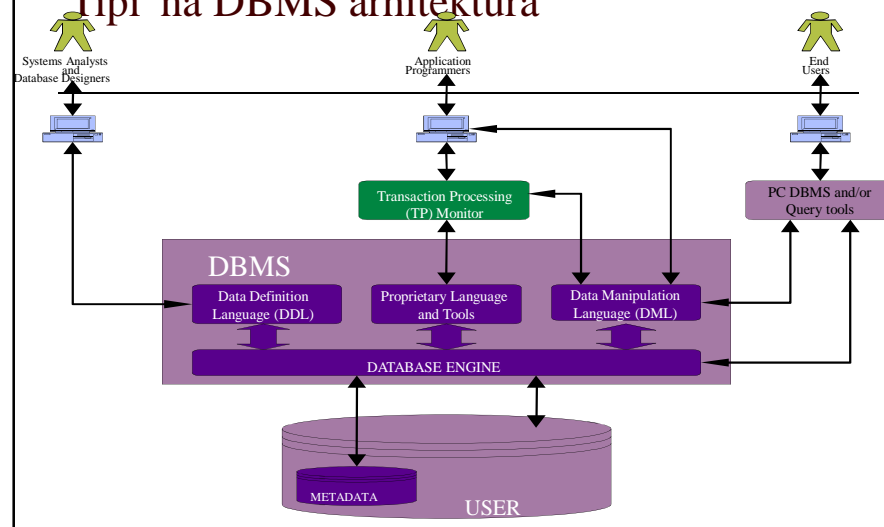 Tipi na DBMS arhitektura
Systems Analysts
and
Database Designers
Application
Programmers
End
Users
Transaction Processing
(TP) Monitor
PC DBMS and/or
Query tools
DBMS
Data Definition
Language (DDL)
Proprietary Language
and Tools
Data Manipulation
Language (DML)
DATABASE ENGINE
METADATA
USER